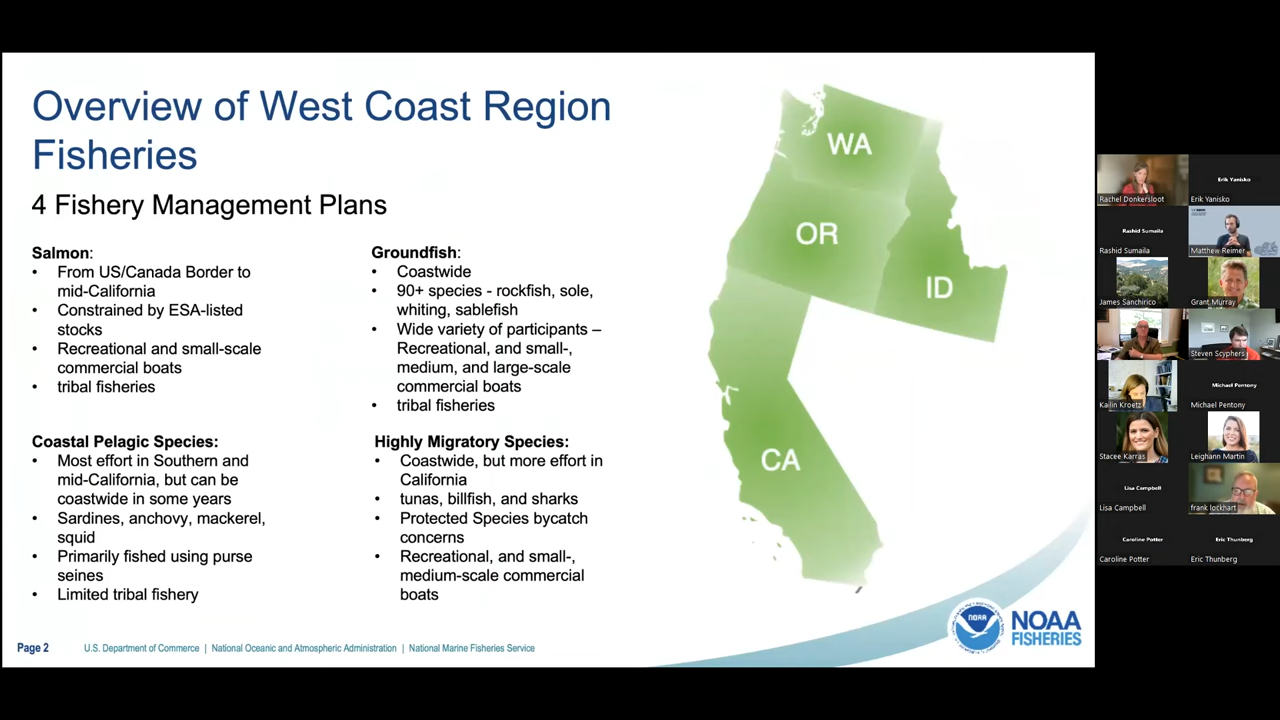 Overview of West Coast Region
Fisheries
4 Fishery Management Plans
Salmon:
• From US/Canada Border to
mid-California
• Constrained by ESA-listed
stocks
• Recreational and small-scale
commercial boats
• tribal fisheries
Groundfish:
• Coastwide
• 90+ species - rockfish, sole,
whiting, sablefish
• Wide variety of participants –
Recreational, and small-,
medium, and large-scale
commercial boats
• tribal fisheries
Coastal Pelagic Species:
• Most effort in Southern and
mid-California, but can be
coastwide in some years
• Sardines, anchovy, mackerel,
squid
• Primarily fished using purse
seines
• Limited tribal fishery
Highly Migratory Species:
• Coastwide, but more effort in
California
• tunas, billfish, and sharks
• Protected Species bycatch
concerns
• Recreational, and small-,
medium-scale commercial
boats
WA
OR
ID
CA
Page 2
U.S. Department of Commerce | National Oceanic and Atmospheric Administration | National Marine Fisheries Service
NOAA
NOAA
FISHERIES
Rachel Donkersloot
Erik Yanisko
Erik Yanisko
Rashid Sumaila
Rashid Sumaila
Matthew Reimer
James Sanchirico
Grant Murray
Steven Scyphers
Kailin Kroetz
Michael Pentony
Michael Pentony
Stacee Karras
Leighann Martin
Lisa Campbell
Lisa Campbell
frank lockhart
Caroline Potter
Caroline Potter
Eric Thunberg
Eric Thunberg